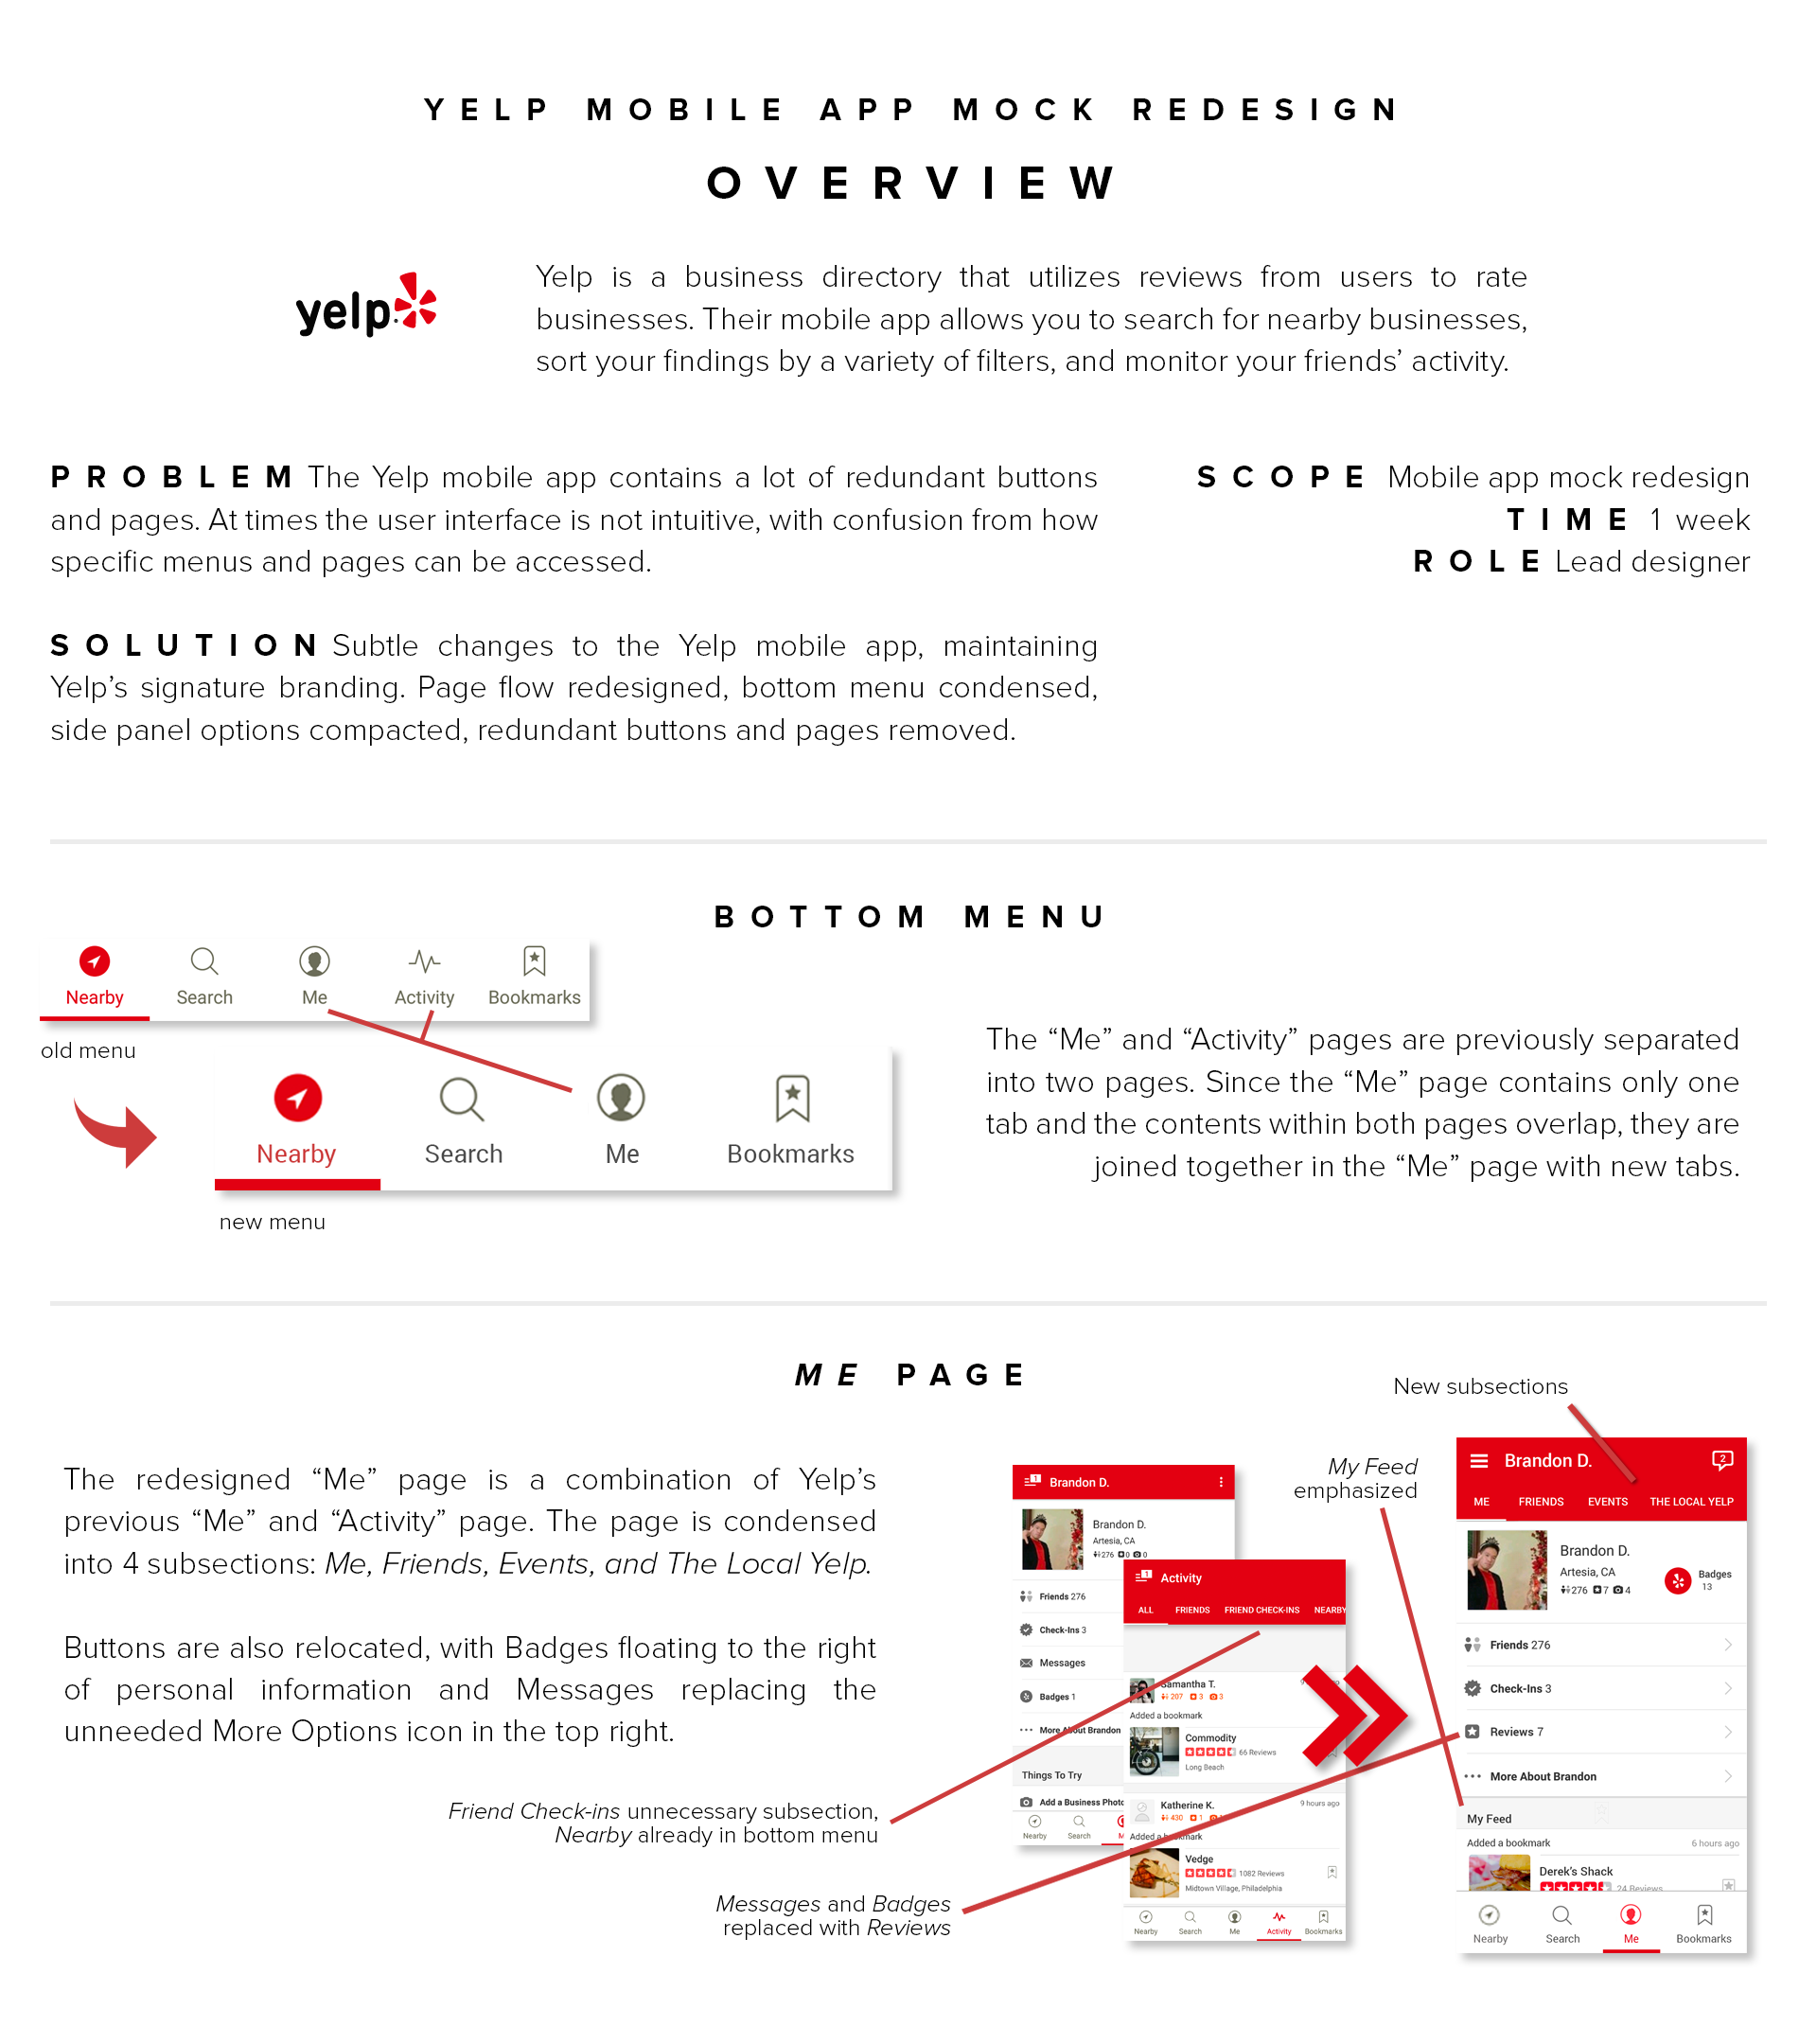 YELP MOBILE APP MOCK REDESIGN
OVERVIEW
yelp
Yelp is a business directory that utilizes reviews from users to rate
businesses. Their mobile app allows you to search for nearby businesses,
sort your findings by a variety of filters, and monitor your friends’ activity.
PROBLEM The Yelp mobile app contains a lot of redundant buttons
and pages. At times the user interface is not intuitive, with confusion from how
specific menus and pages can be accessed.
SOLUTION Subtle changes to the Yelp mobile app, maintaining
Yelp’s signature branding. Page flow redesigned, bottom menu condensed,
side panel options compacted, redundant buttons and pages removed.
SCOPE Mobile app mock redesign
TIME 1 week
ROLE Lead designer
BOTTOM MENU
Nearby Search Me Activity Bookmarks
old menu
Nearby Search Me Bookmarks
new menu
The “Me” and “Activity” pages are previously separated
into two pages. Since the “Me” page contains only one
tab and the contents within both pages overlap, they are
joined together in the “Me” page with new tabs.
ME PAGE
The redesigned “Me” page is a combination of Yelp’s
previous “Me” and “Activity” page. The page is condensed
into 4 subsections: Me, Friends, Events, and The Local Yelp.
Buttons are also relocated, with Badges floating to the right
of personal information and Messages replacing the
unneeded More Options icon in the top right.
Friend Check-ins unnecessary subsection,
Nearby already in bottom menu
Messages and Badges
replaced with Reviews
New subsections
My Feed
emphasized
1 Brandon D.
Brandon D.
Artesia, CA
276 0 0
Friends 276
Check-Ins 3
Messages
Badges 1
More About Brandon
Things To Try
Add a Business Photo
Nearby Search
1 Activity
ALL FRIENDS FRIEND CHECK-INS NEARBY
Samantha T.
207 3 3
Added a bookmark
Commodity
66 Reviews
Long Beach
Katherine K. 9 hours ago
430 1
Added a bookmark
Vedge
1082 Reviews
Midtown Village, Philadelphia
Nearby Search Me Activity Bookmarks
Brandon D. 2
ME FRIENDS EVENTS THE LOCAL YELP
Brandon D.
Artesia, CA
276 7 4
Badges
13
Friends 276
Check-Ins 3
Reviews 7
More About Brandon
My Feed
Added a bookmark 6 hours ago
Derek’s Shack
24 Reviews
Nearby Search Me Bookmarks